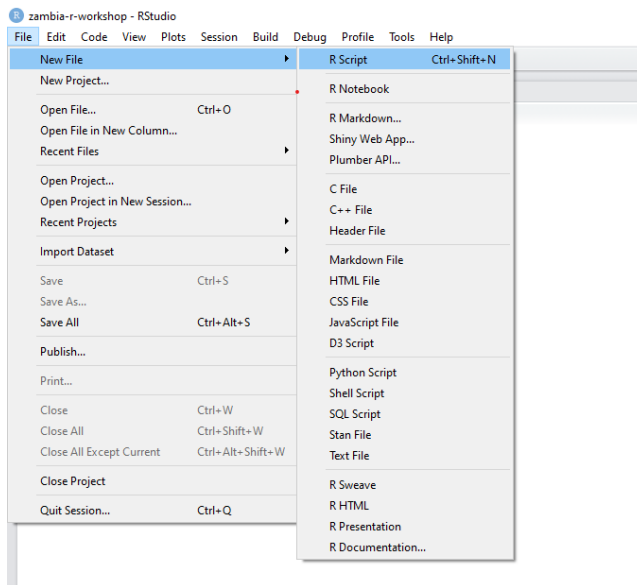 R zambia-r-workshop - RStudio
File Edit Code View Plots Session Build Debug Profile Tools Help
New File
New Project...
Open File... Ctrl+O
Open File in New Column...
Recent Files
Open Project...
Open Project in New Session...
Recent Projects
Import Dataset
Save Ctrl+S
Save As...
Save All Ctrl+Alt+S
Publish...
Print...
Close Ctrl+W
Close All Ctrl+Shift+W
Close All Except Current Ctrl+Alt+Shift+W
Close Project
Quit Session... Ctrl+Q
R Script Ctrl+Shift+N
R Notebook
R Markdown...
Shiny Web App...
Plumber API...
C File
C++ File
Header File
Markdown File
HTML File
CSS File
JavaScript File
D3 Script
Python Script
Shell Script
SQL Script
Stan File
Text File
R Sweave
R HTML
R Presentation
R Documentation...